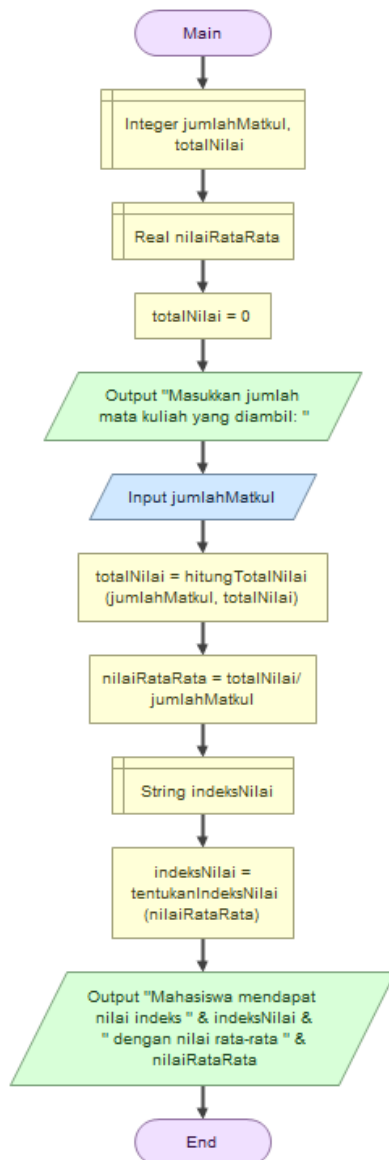 Main
Integer jumlahMatkul,
totalNilai
Real nilaiRataRata
totalNilai = 0
Output "Masukkan jumlah
mata kuliah yang diambil: "
Input jumlahMatkul
totalNilai = hitungTotalNilai
(jumlahMatkul, totalNilai)
nilaiRataRata = totalNilai/
jumlahMatkul
String indeksNilai
indeksNilai =
tentukanIndeksNilai
(nilaiRataRata)
Output "Mahasiswa mendapat
nilai indeks " & indeksNilai &
" dengan nilai rata-rata " &
nilaiRataRata
End